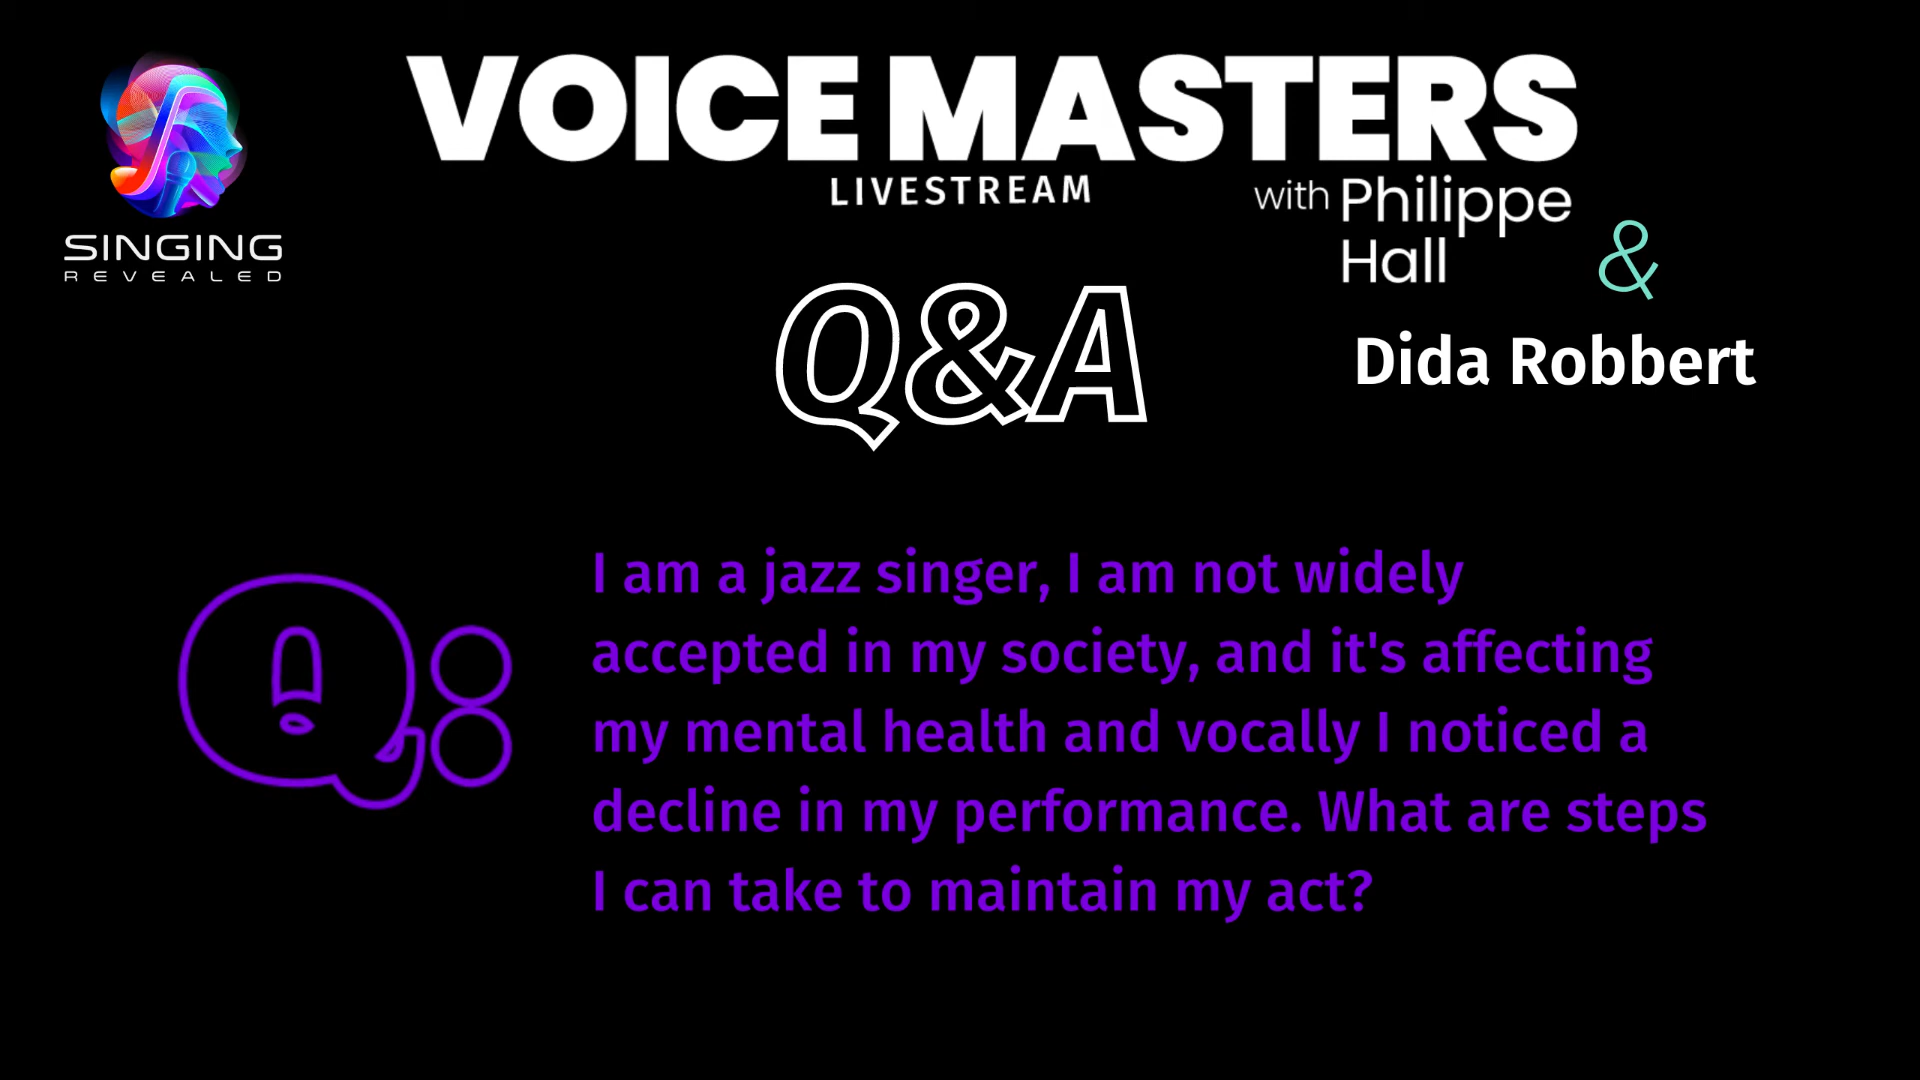 VOICE MASTERS
LIVESTREAM
with Philippe
Hall
&
Dida Robbert
SINGING
REVEALED
Q&A
Q:
I am a jazz singer, I am not widely
accepted in my society, and it's affecting
my mental health and vocally I noticed a
decline in my performance. What are steps
I can take to maintain my act?